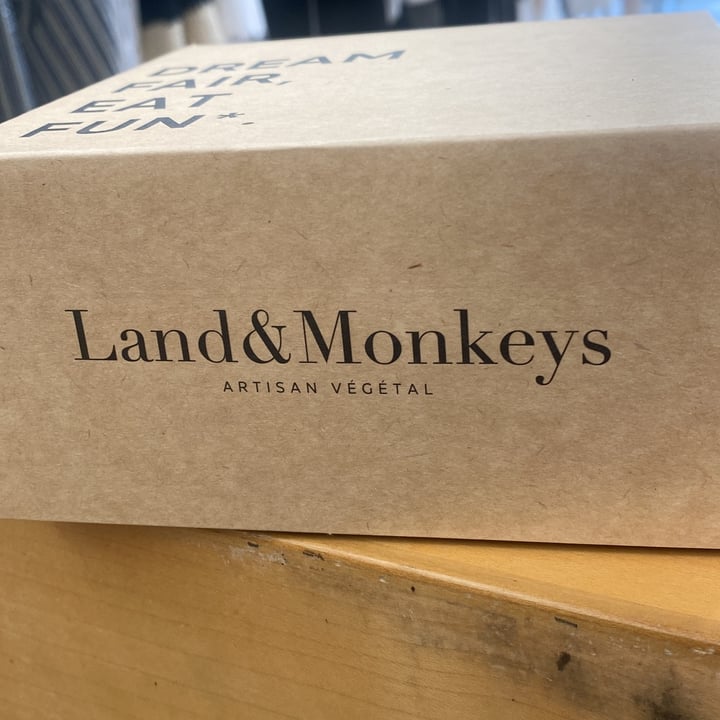 DREAM
FAIR,
EAT
FUN*.
Land&Monkeys
ARTISAN VÉGÉTAL